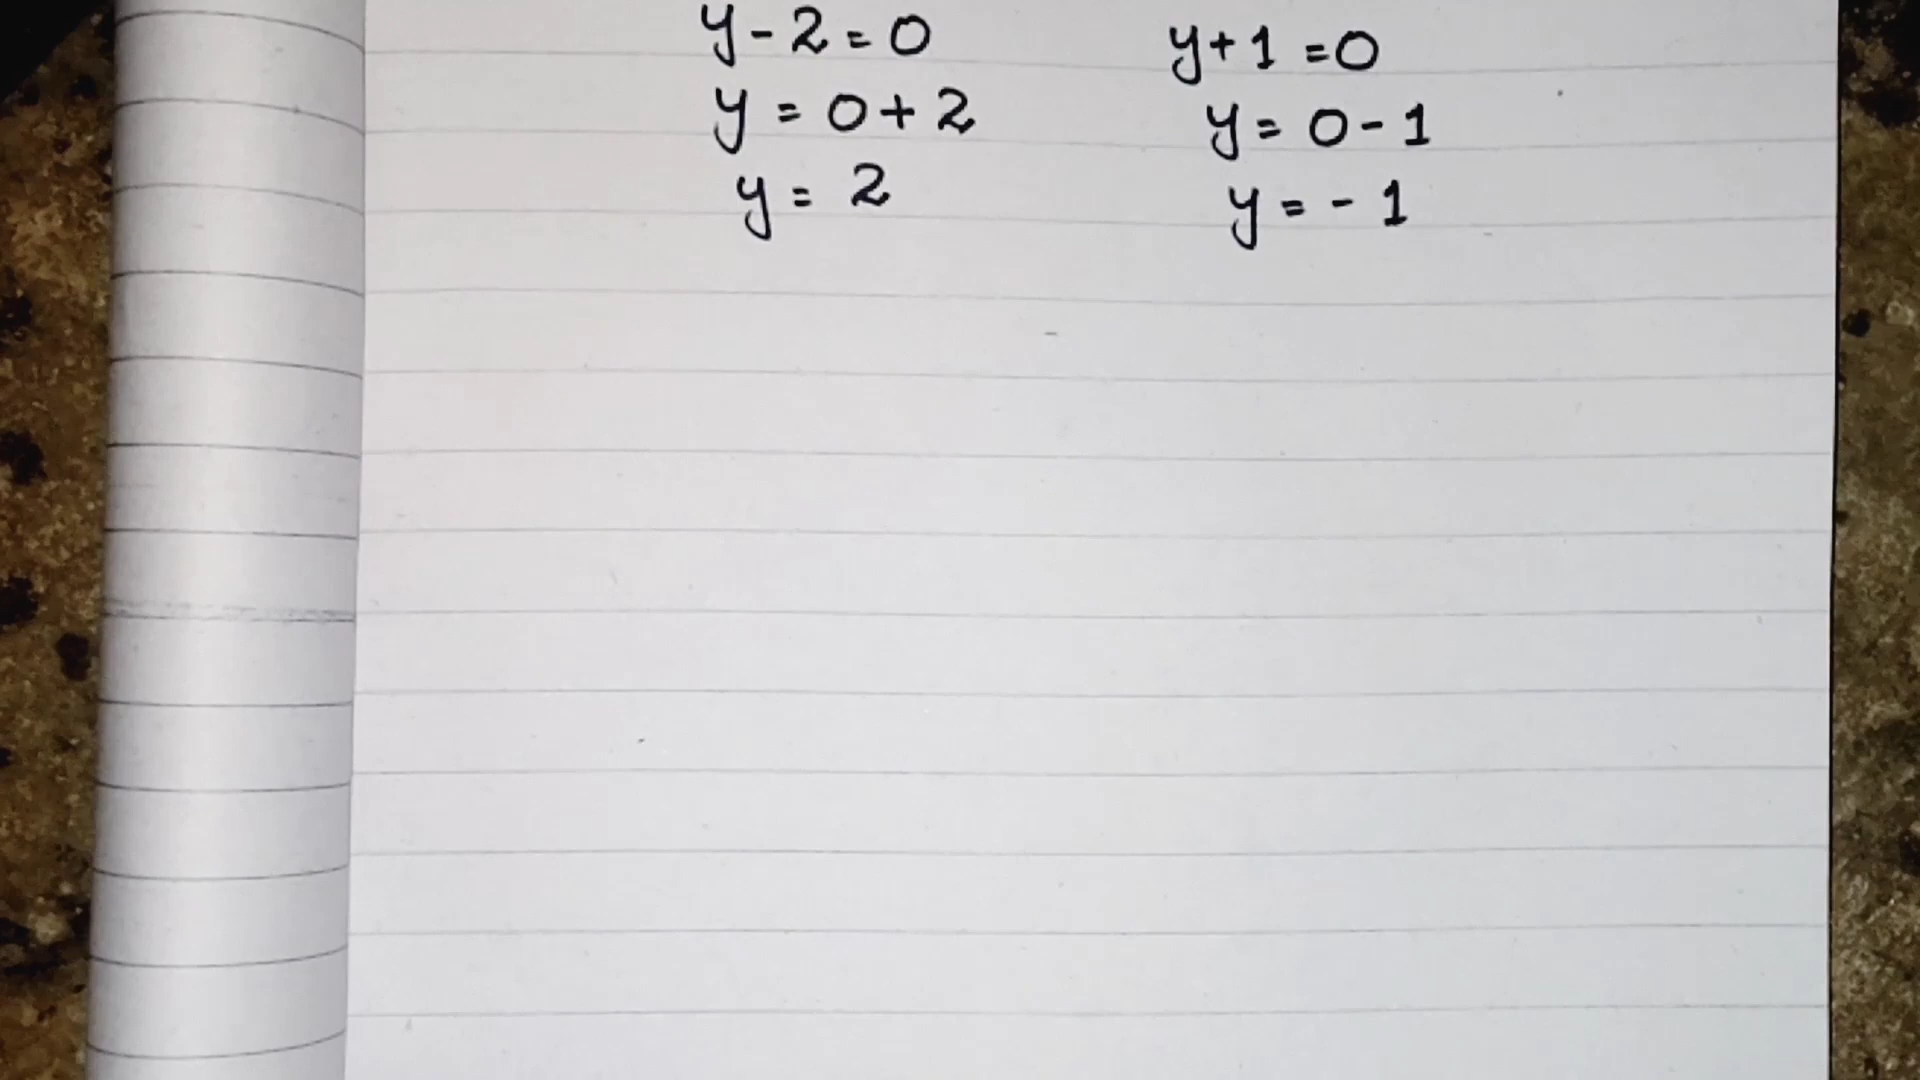 y - 2 = 0
y = 0 + 2
y = 2
y + 1 = 0
y = 0 - 1
y = - 1